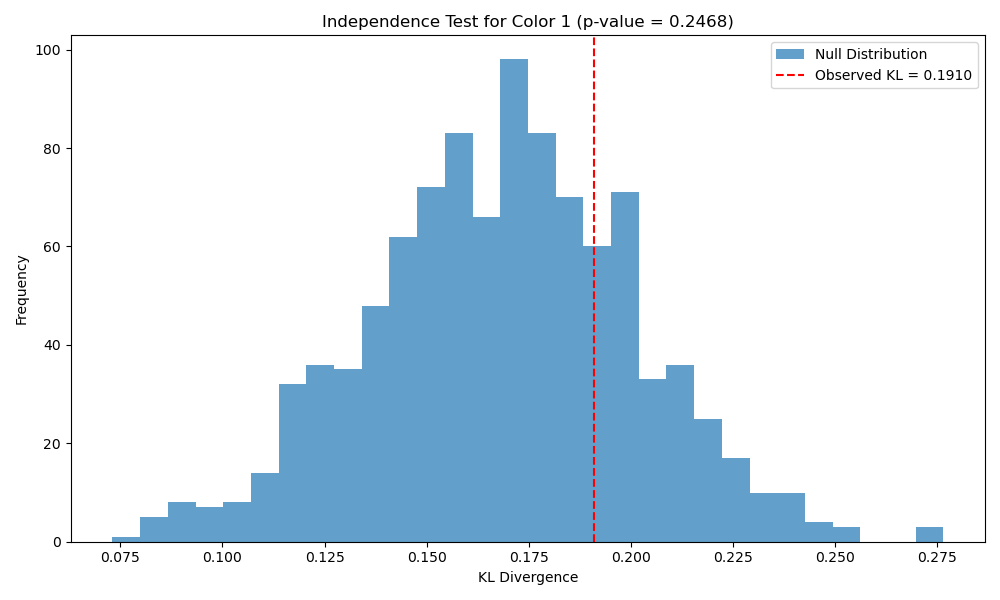 Independence Test for Color 1 (p-value = 0.2468)
Null Distribution
Observed KL = 0.1910
100
80
60
40
20
0
Frequency
0.075 0.100 0.125 0.150 0.175 0.200 0.225 0.250 0.275
KL Divergence